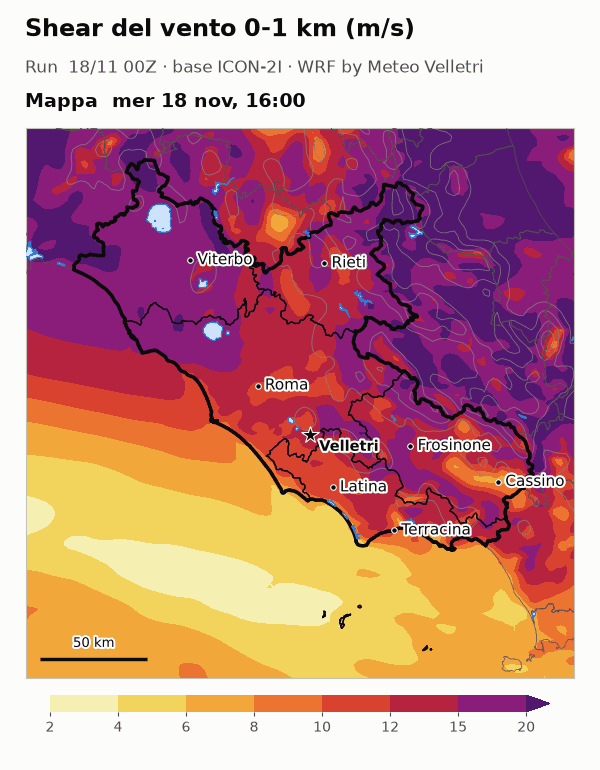 Shear del vento 0-1 km (m/s)
Run  18/11 00Z · base ICON-2I · WRF by Meteo Velletri
Mappa  mer 18 nov, 16:00
Viterbo
Rieti
Roma
Velletri
Frosinone
Latina
Cassino
Terracina
50 km
2 4 6 8 10 12 15 20